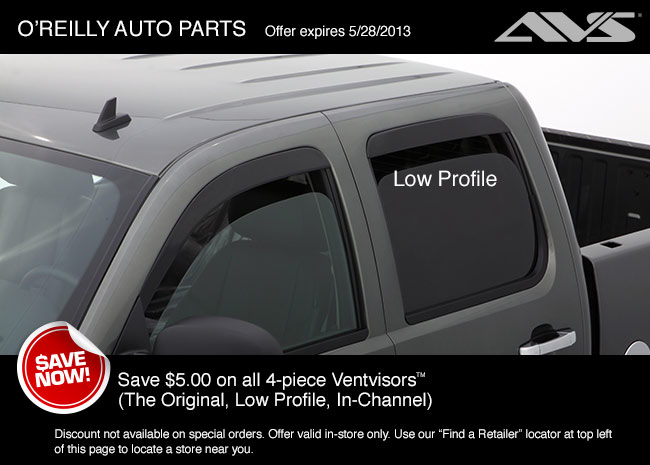 O'REILLY AUTO PARTS Offer expires 5/28/2013 AVS®
Low Profile
$AVE
NOW!
Save $5.00 on all 4-piece Ventvisors™
(The Original, Low Profile, In-Channel)
Discount not available on special orders. Offer valid in-store only. Use our “Find a Retailer” locator at top left
of this page to locate a store near you.